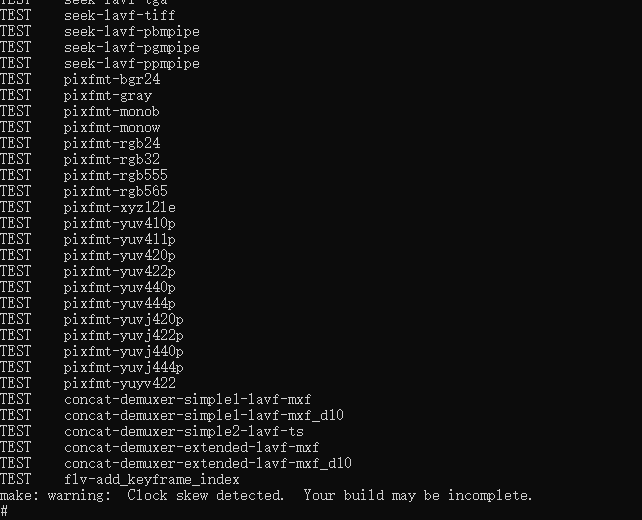 TEST    seek-lavf-tga
TEST    seek-lavf-tiff
TEST    seek-lavf-pbmpipe
TEST    seek-lavf-pgmpipe
TEST    seek-lavf-ppmpipe
TEST    pixfmt-bgr24
TEST    pixfmt-gray
TEST    pixfmt-monob
TEST    pixfmt-monow
TEST    pixfmt-rgb24
TEST    pixfmt-rgb32
TEST    pixfmt-rgb555
TEST    pixfmt-rgb565
TEST    pixfmt-xyz12le
TEST    pixfmt-yuv410p
TEST    pixfmt-yuv411p
TEST    pixfmt-yuv420p
TEST    pixfmt-yuv422p
TEST    pixfmt-yuv440p
TEST    pixfmt-yuv444p
TEST    pixfmt-yuvj420p
TEST    pixfmt-yuvj422p
TEST    pixfmt-yuvj440p
TEST    pixfmt-yuvj444p
TEST    pixfmt-yuyv422
TEST    concat-demuxer-simple1-lavf-mxf
TEST    concat-demuxer-simple1-lavf-mxf_d10
TEST    concat-demuxer-simple2-lavf-ts
TEST    concat-demuxer-extended-lavf-mxf
TEST    concat-demuxer-extended-lavf-mxf_d10
TEST    flv-add_keyframe_index
make: warning:  Clock skew detected.  Your build may be incomplete.
#